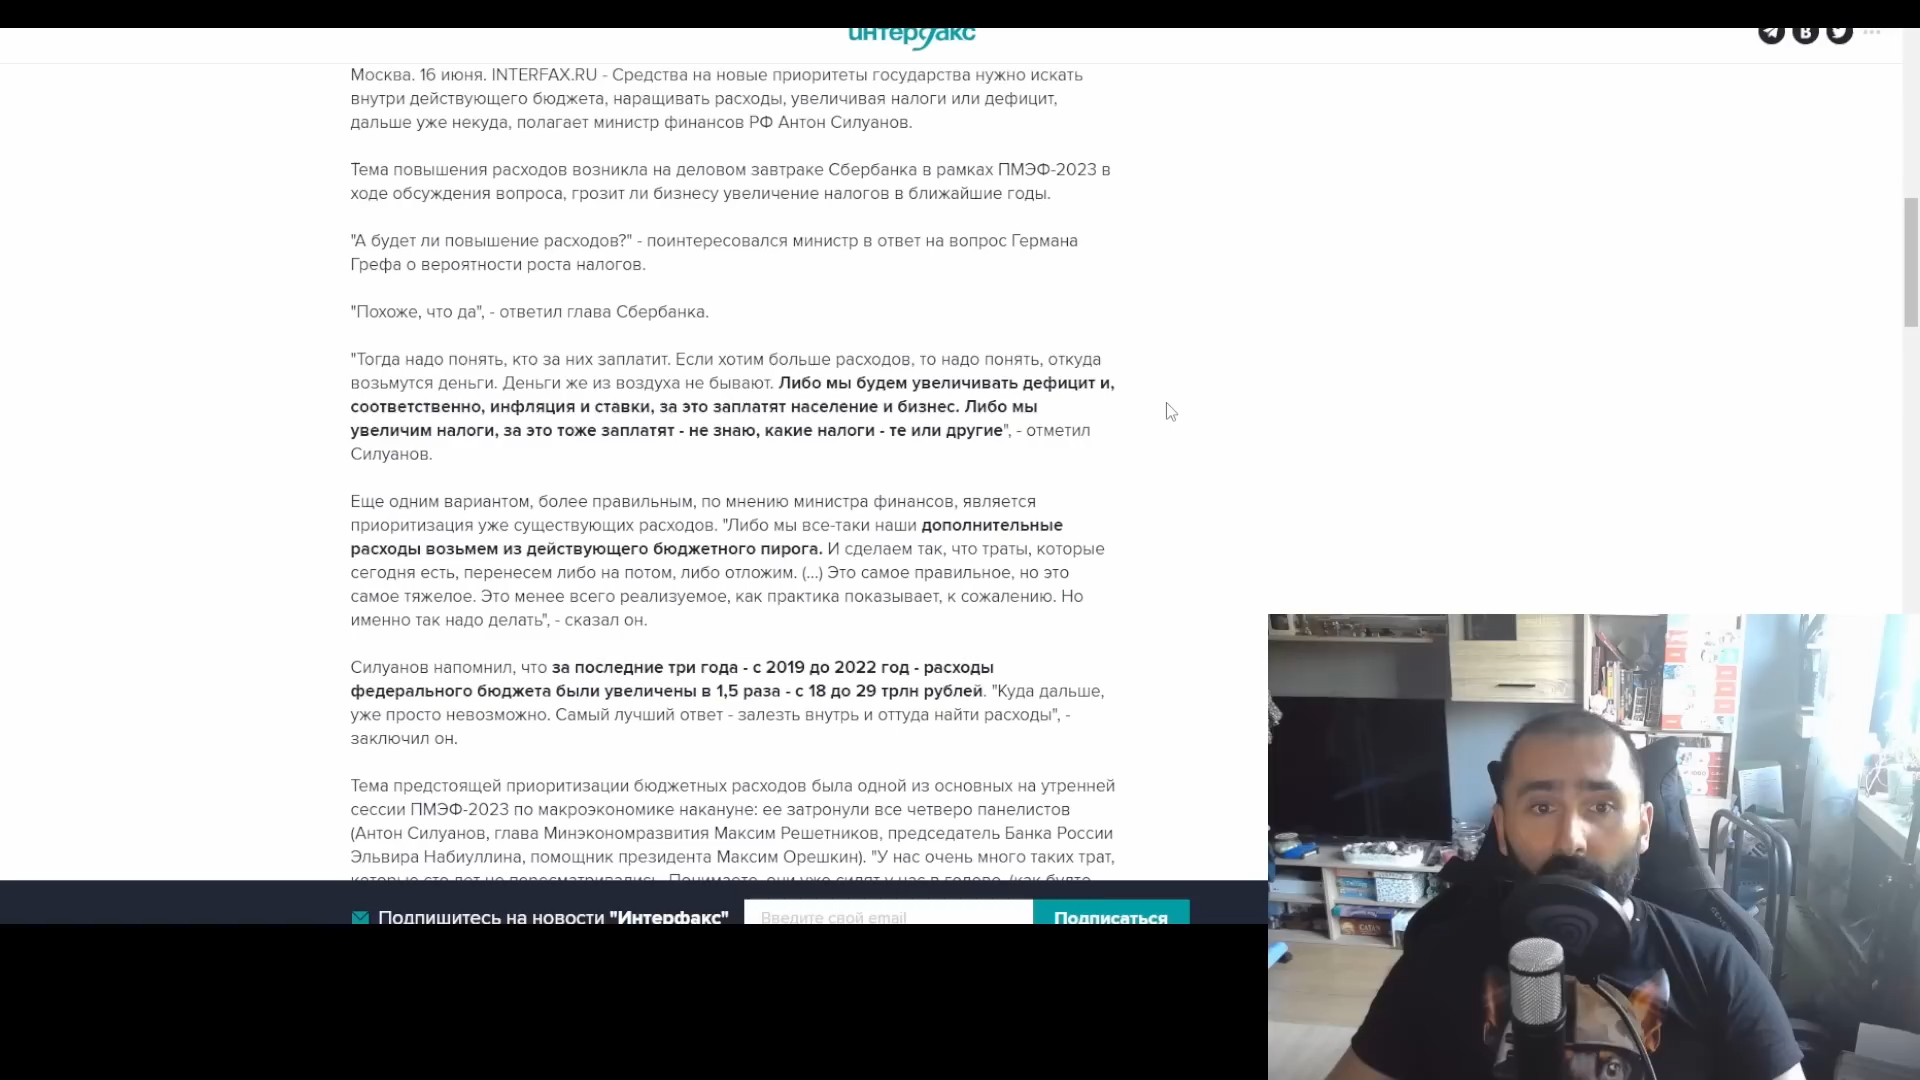 интерфакс
Москва. 16 июня. INTERFAX.RU - Средства на новые приоритеты государства нужно искать
внутри действующего бюджета, наращивать расходы, увеличивая налоги или дефицит,
дальше уже некуда, полагает министр финансов РФ Антон Силуанов.
Тема повышения расходов возникла на деловом завтраке Сбербанка в рамках ПМЭФ-2023 в
ходе обсуждения вопроса, грозит ли бизнесу увеличение налогов в ближайшие годы.
"А будет ли повышение расходов?" - поинтересовался министр в ответ на вопрос Германа
Грефа о вероятности роста налогов.
"Похоже, что да", - ответил глава Сбербанка.
"Тогда надо понять, кто за них заплатит. Если хотим больше расходов, то надо понять, откуда
возьмутся деньги. Деньги же из воздуха не бывают. Либо мы будем увеличивать дефицит и,
соответственно, инфляция и ставки, за это заплатят население и бизнес. Либо мы
увеличим налоги, за это тоже заплатят - не знаю, какие налоги - те или другие", - отметил
Силуанов.
Еще одним вариантом, более правильным, по мнению министра финансов, является
приоритизация уже существующих расходов. "Либо мы все-таки наши дополнительные
расходы возьмем из действующего бюджетного пирога. И сделаем так, что траты, которые
сегодня есть, перенесем либо на потом, либо отложим. (...) Это самое правильное, но это
самое тяжелое. Это менее всего реализуемое, как практика показывает, к сожалению. Но
именно так надо делать", - сказал он.
Силуанов напомнил, что за последние три года - с 2019 до 2022 год - расходы
федерального бюджета были увеличены в 1,5 раза - с 18 до 29 трлн рублей. "Куда дальше,
уже просто невозможно. Самый лучший ответ - залезть внутрь и оттуда найти расходы", -
заключил он.
Тема предстоящей приоритизации бюджетных расходов была одной из основных на утренней
сессии ПМЭФ-2023 по макроэкономике накануне: ее затронули все четверо панелистов
(Антон Силуанов, глава Минэкономразвития Максим Решетников, председатель Банка России
Эльвира Набиуллина, помощник президента Максим Орешкин). "У нас очень много таких трат,
Подпишитесь на новости "Интерфакс" Введите свой email Подписаться
CATAN